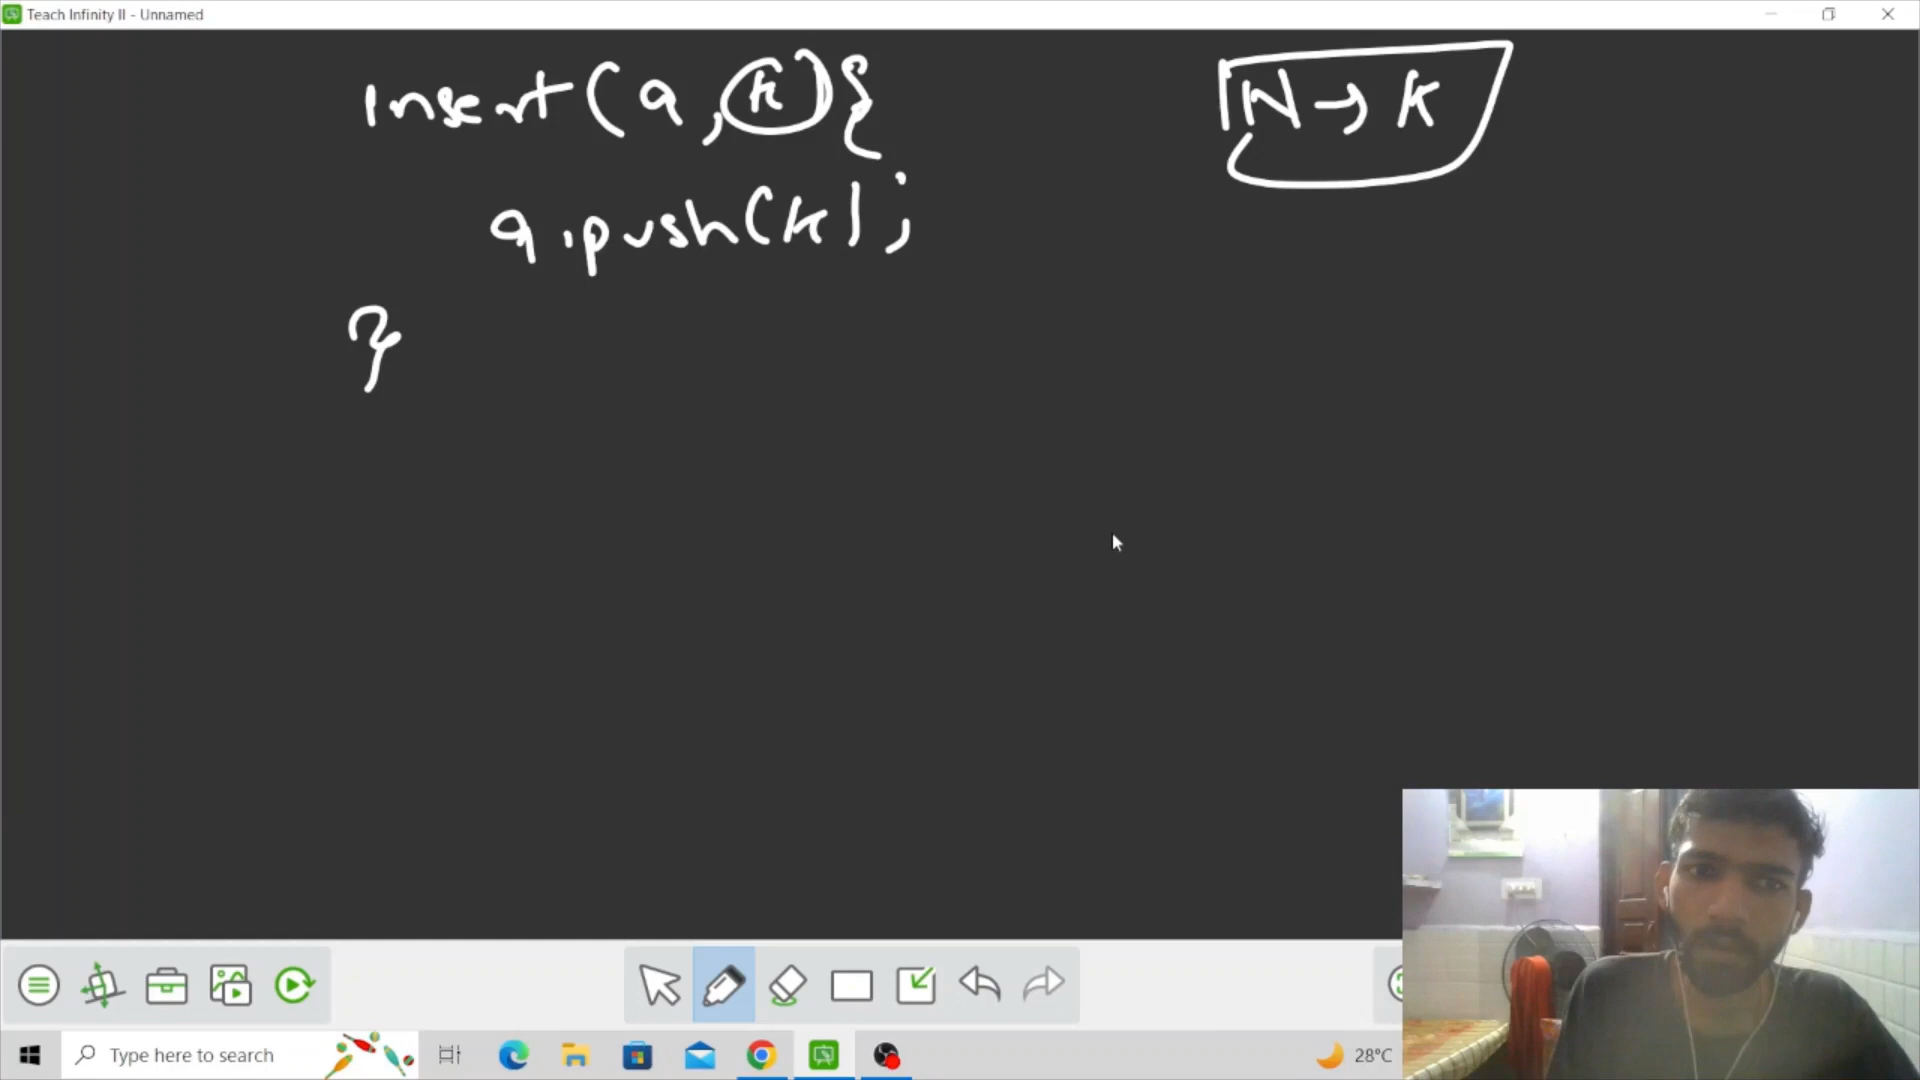 Teach Infinity II - Unnamed
Insert(q, k){
q.push(k);
}
N → k
Type here to search
28°C